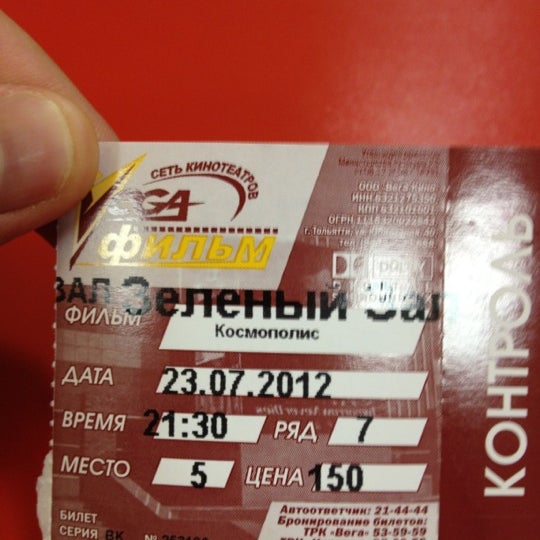 СЕТЬ КИНОТЕАТРОВ
ВЕГА
фильм
ООО "Вега Кино"
г. Тольятти
ЗАЛ Зеленый Зал
ФИЛЬМ Космополис
ДАТА 23.07.2012
ВРЕМЯ 21:30 РЯД 7
МЕСТО 5 ЦЕНА 150
КОНТРОЛЬ
Автоответчик: 21-44-44
Бронирование билетов:
ТРК «Вега» 53-59-59
БИЛЕТ
СЕРИЯ ВК №